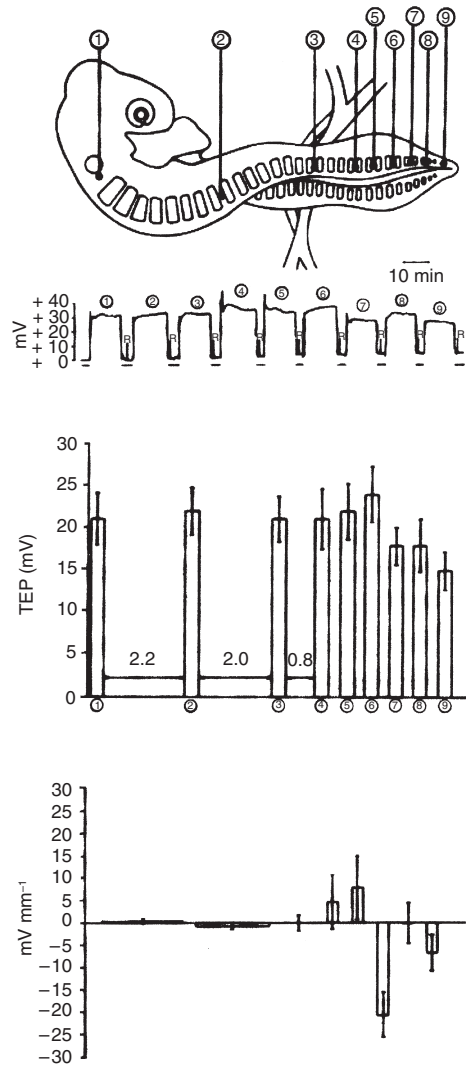 ① ② ③ ④ ⑤ ⑥ ⑦ ⑧ ⑨
10 min
mV
+ 40
+ 30
+ 20
+ 10
+ 0
+
① ② ③ ④ ⑤ ⑥ ⑦ ⑧ ⑨
R R R R R R R R R
TEP (mV)
30
25
20
15
10
5
0
2.2 2.0 0.8
① ② ③ ④ ⑤ ⑥ ⑦ ⑧ ⑨
mV mm⁻¹
30
25
20
15
10
5
0
−5
−10
−15
−20
−25
−30